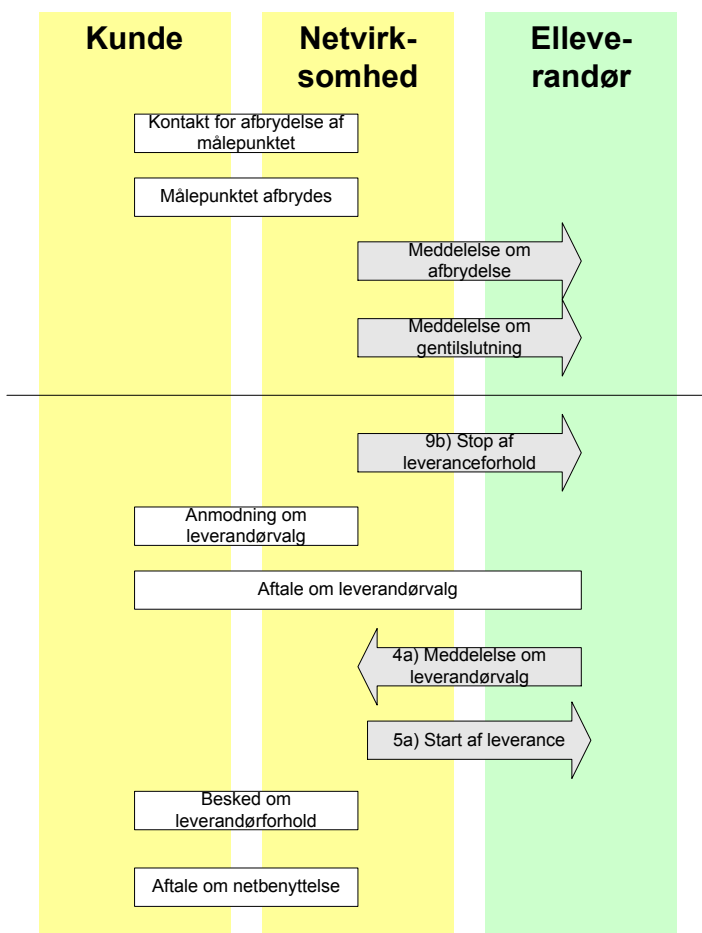 Kunde
Netvirk-
somhed
Elleve-
randør
Kontakt for afbrydelse af
målepunktet
Målepunktet afbrydes
Meddelelse om
afbrydelse
Meddelelse om
gentilslutning
9b) Stop af
leveranceforhold
Anmodning om
leverandørvalg
Aftale om leverandørvalg
4a) Meddelelse om
leverandørvalg
5a) Start af leverance
Besked om
leverandørforhold
Aftale om netbenyttelse